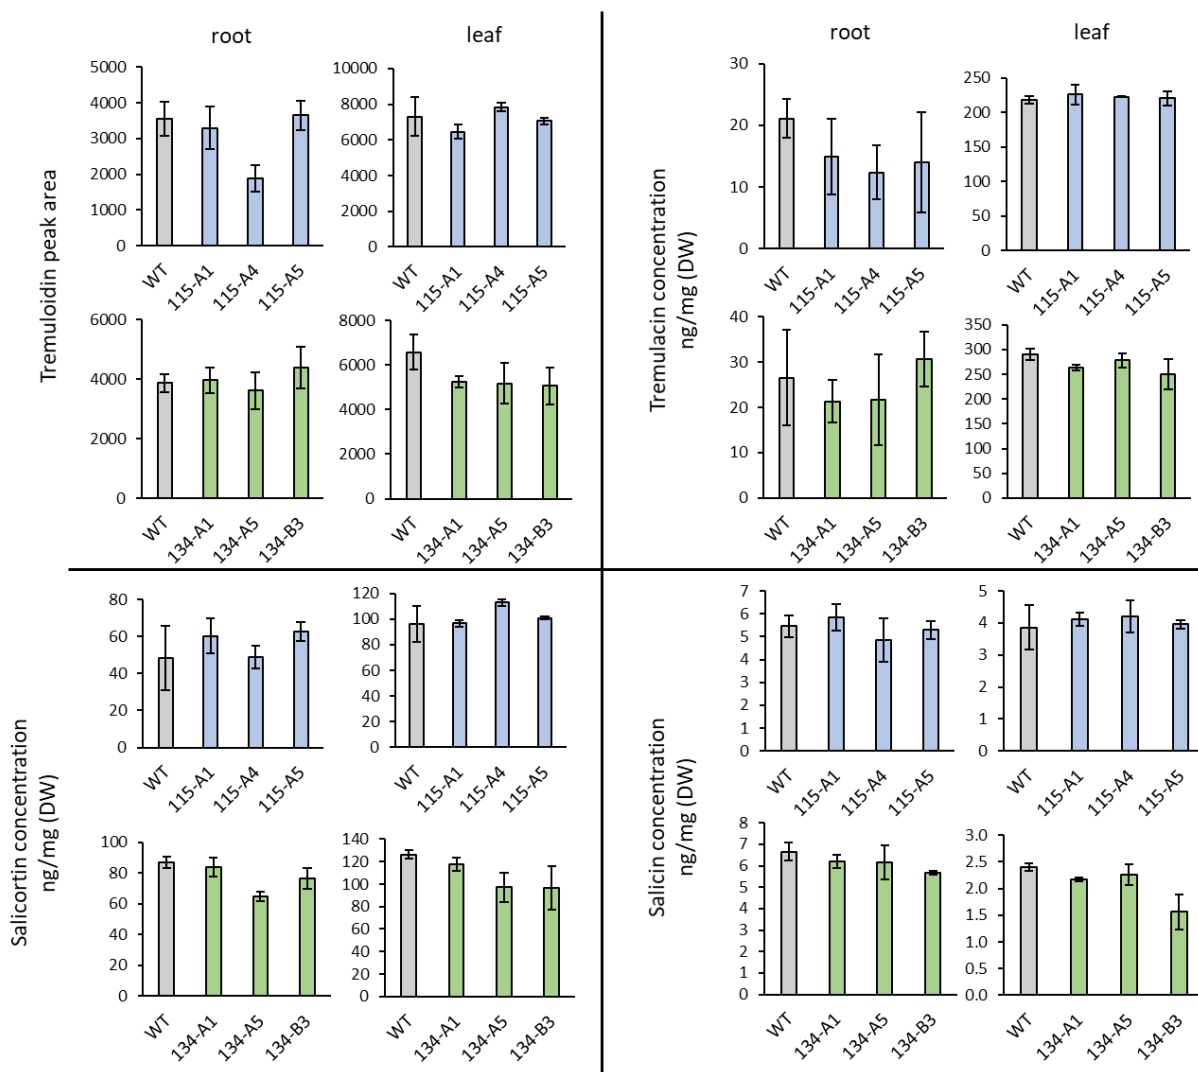 root
leaf
root
leaf
Tremuloidin peak area
5000
4000
3000
2000
1000
0
WT
115-A1
115-A4
115-A5
10000
8000
6000
4000
2000
0
WT
115-A1
115-A4
115-A5
6000
4000
2000
0
WT
134-A1
134-A5
134-B3
8000
6000
4000
2000
0
WT
134-A1
134-A5
134-B3
Tremulacin concentration
ng/mg (DW)
30
20
10
0
WT
115-A1
115-A4
115-A5
250
200
150
100
50
0
WT
115-A1
115-A4
115-A5
40
30
20
10
0
WT
134-A1
134-A5
134-B3
350
300
250
200
150
100
50
0
WT
134-A1
134-A5
134-B3
Salicortin concentration
ng/mg (DW)
80
60
40
20
0
WT
115-A1
115-A4
115-A5
120
100
80
60
40
20
0
WT
115-A1
115-A4
115-A5
100
80
60
40
20
0
WT
134-A1
134-A5
134-B3
140
120
100
80
60
40
20
0
WT
134-A1
134-A5
134-B3
Salicin concentration
ng/mg (DW)
7
6
5
4
3
2
1
0
WT
115-A1
115-A4
115-A5
5
4
3
2
1
0
WT
115-A1
115-A4
115-A5
8
7
6
5
4
3
2
1
0
WT
134-A1
134-A5
134-B3
3.0
2.5
2.0
1.5
1.0
0.5
0.0
WT
134-A1
134-A5
134-B3